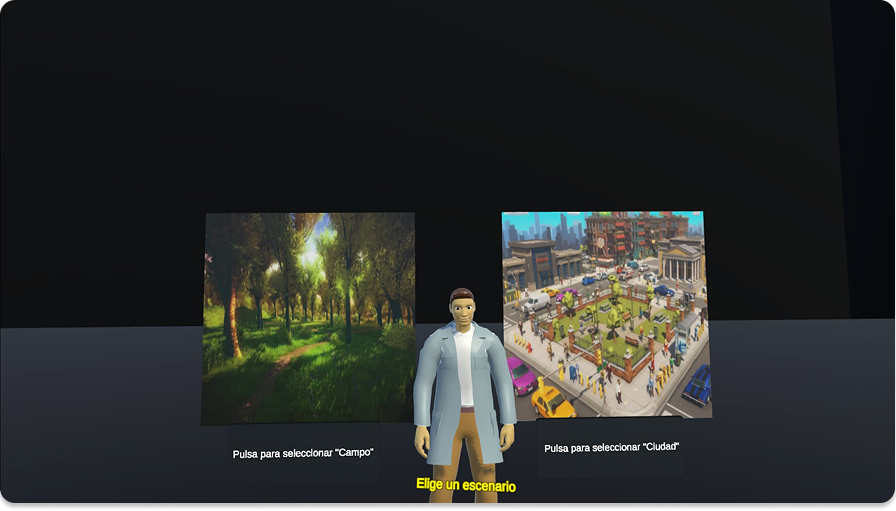 Pulsa para seleccionar "Campo"
Pulsa para seleccionar "Ciudad"
Elige un escenario